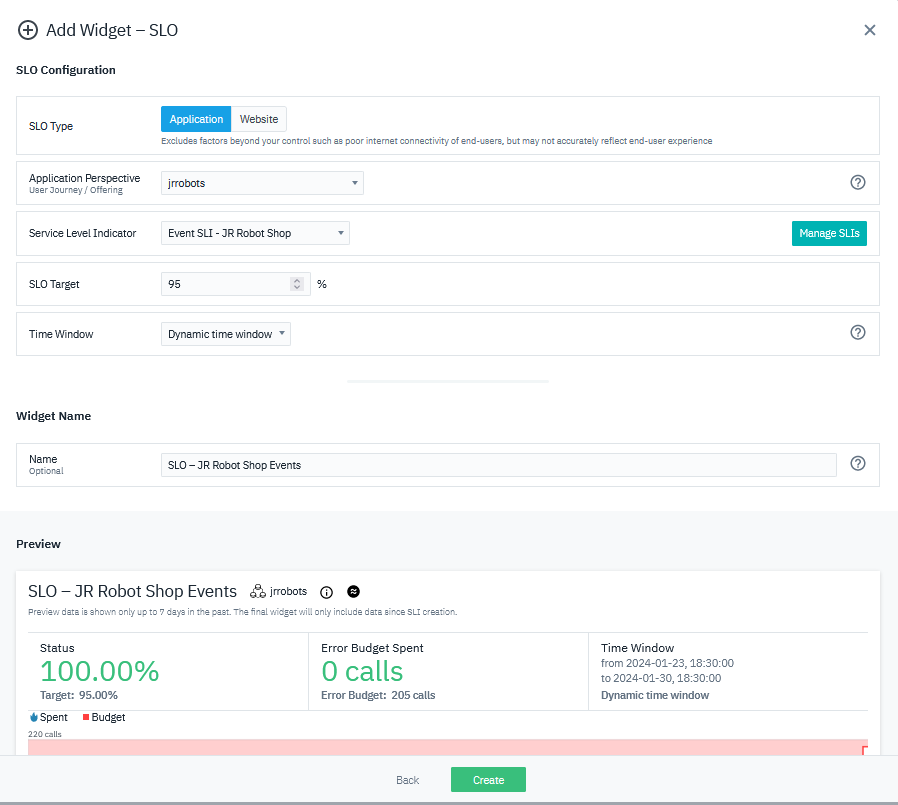 Add Widget – SLO
SLO Configuration
SLO Type
Application
Website
Excludes factors beyond your control such as poor internet connectivity of end-users, but may not accurately reflect end-user experience
Application Perspective
User Journey / Offering
jrrobots
Service Level Indicator
Event SLI - JR Robot Shop
Manage SLIs
SLO Target
95
%
Time Window
Dynamic time window
Widget Name
Name
Optional
SLO – JR Robot Shop Events
Preview
SLO – JR Robot Shop Events
jrrobots
Preview data is shown only up to 7 days in the past. The final widget will only include data since SLI creation.
Status
100.00%
Target: 95.00%
Error Budget Spent
0 calls
Error Budget: 205 calls
Time Window
from 2024-01-23, 18:30:00
to 2024-01-30, 18:30:00
Dynamic time window
Spent
Budget
220 calls
Back
Create